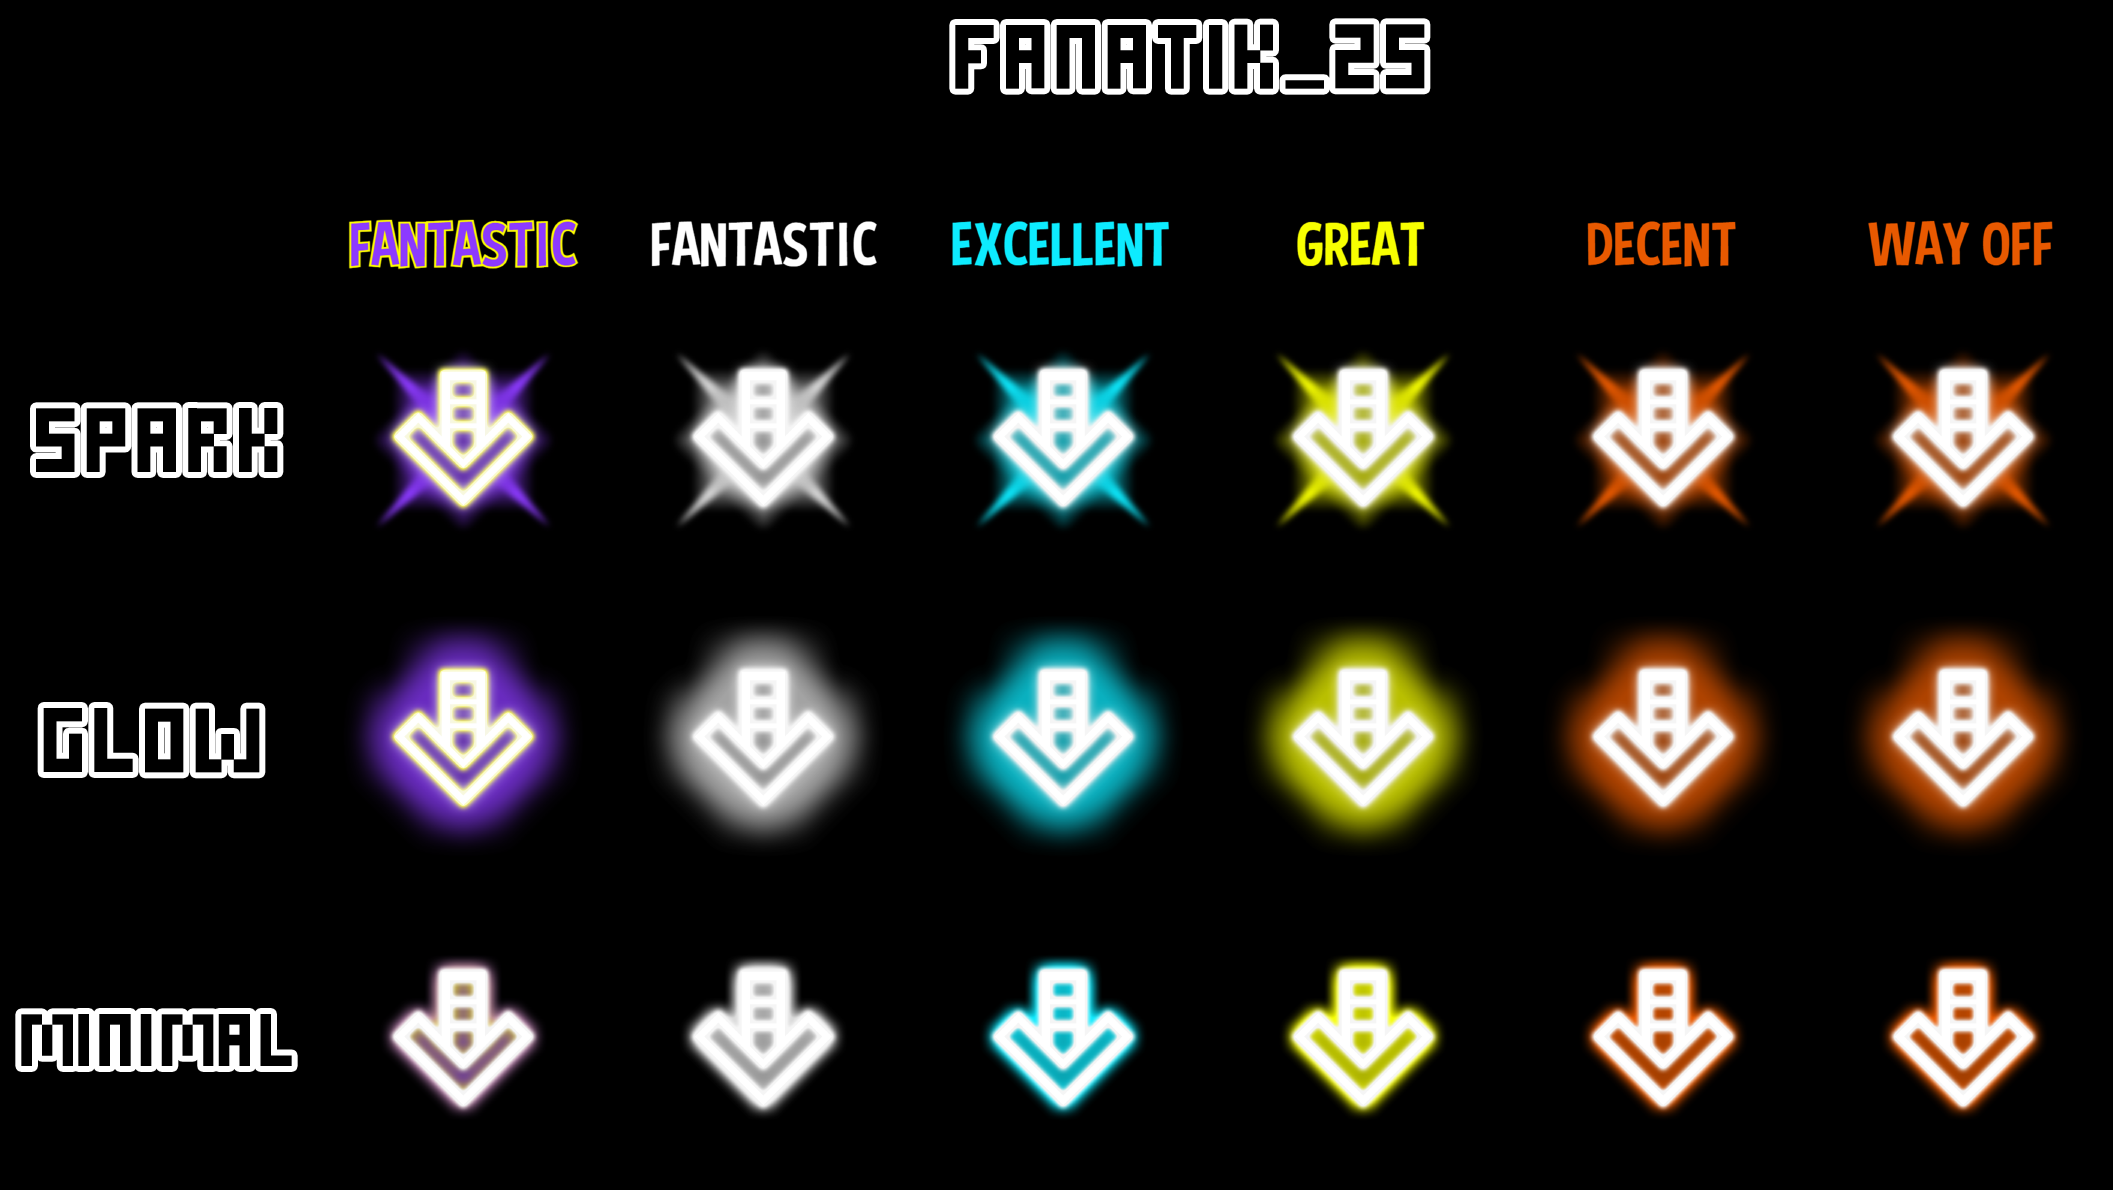 FANATIK_25
FANTASTIC FANTASTIC EXCELLENT GREAT DECENT WAY OFF
SPARK
GLOW
MINIMAL